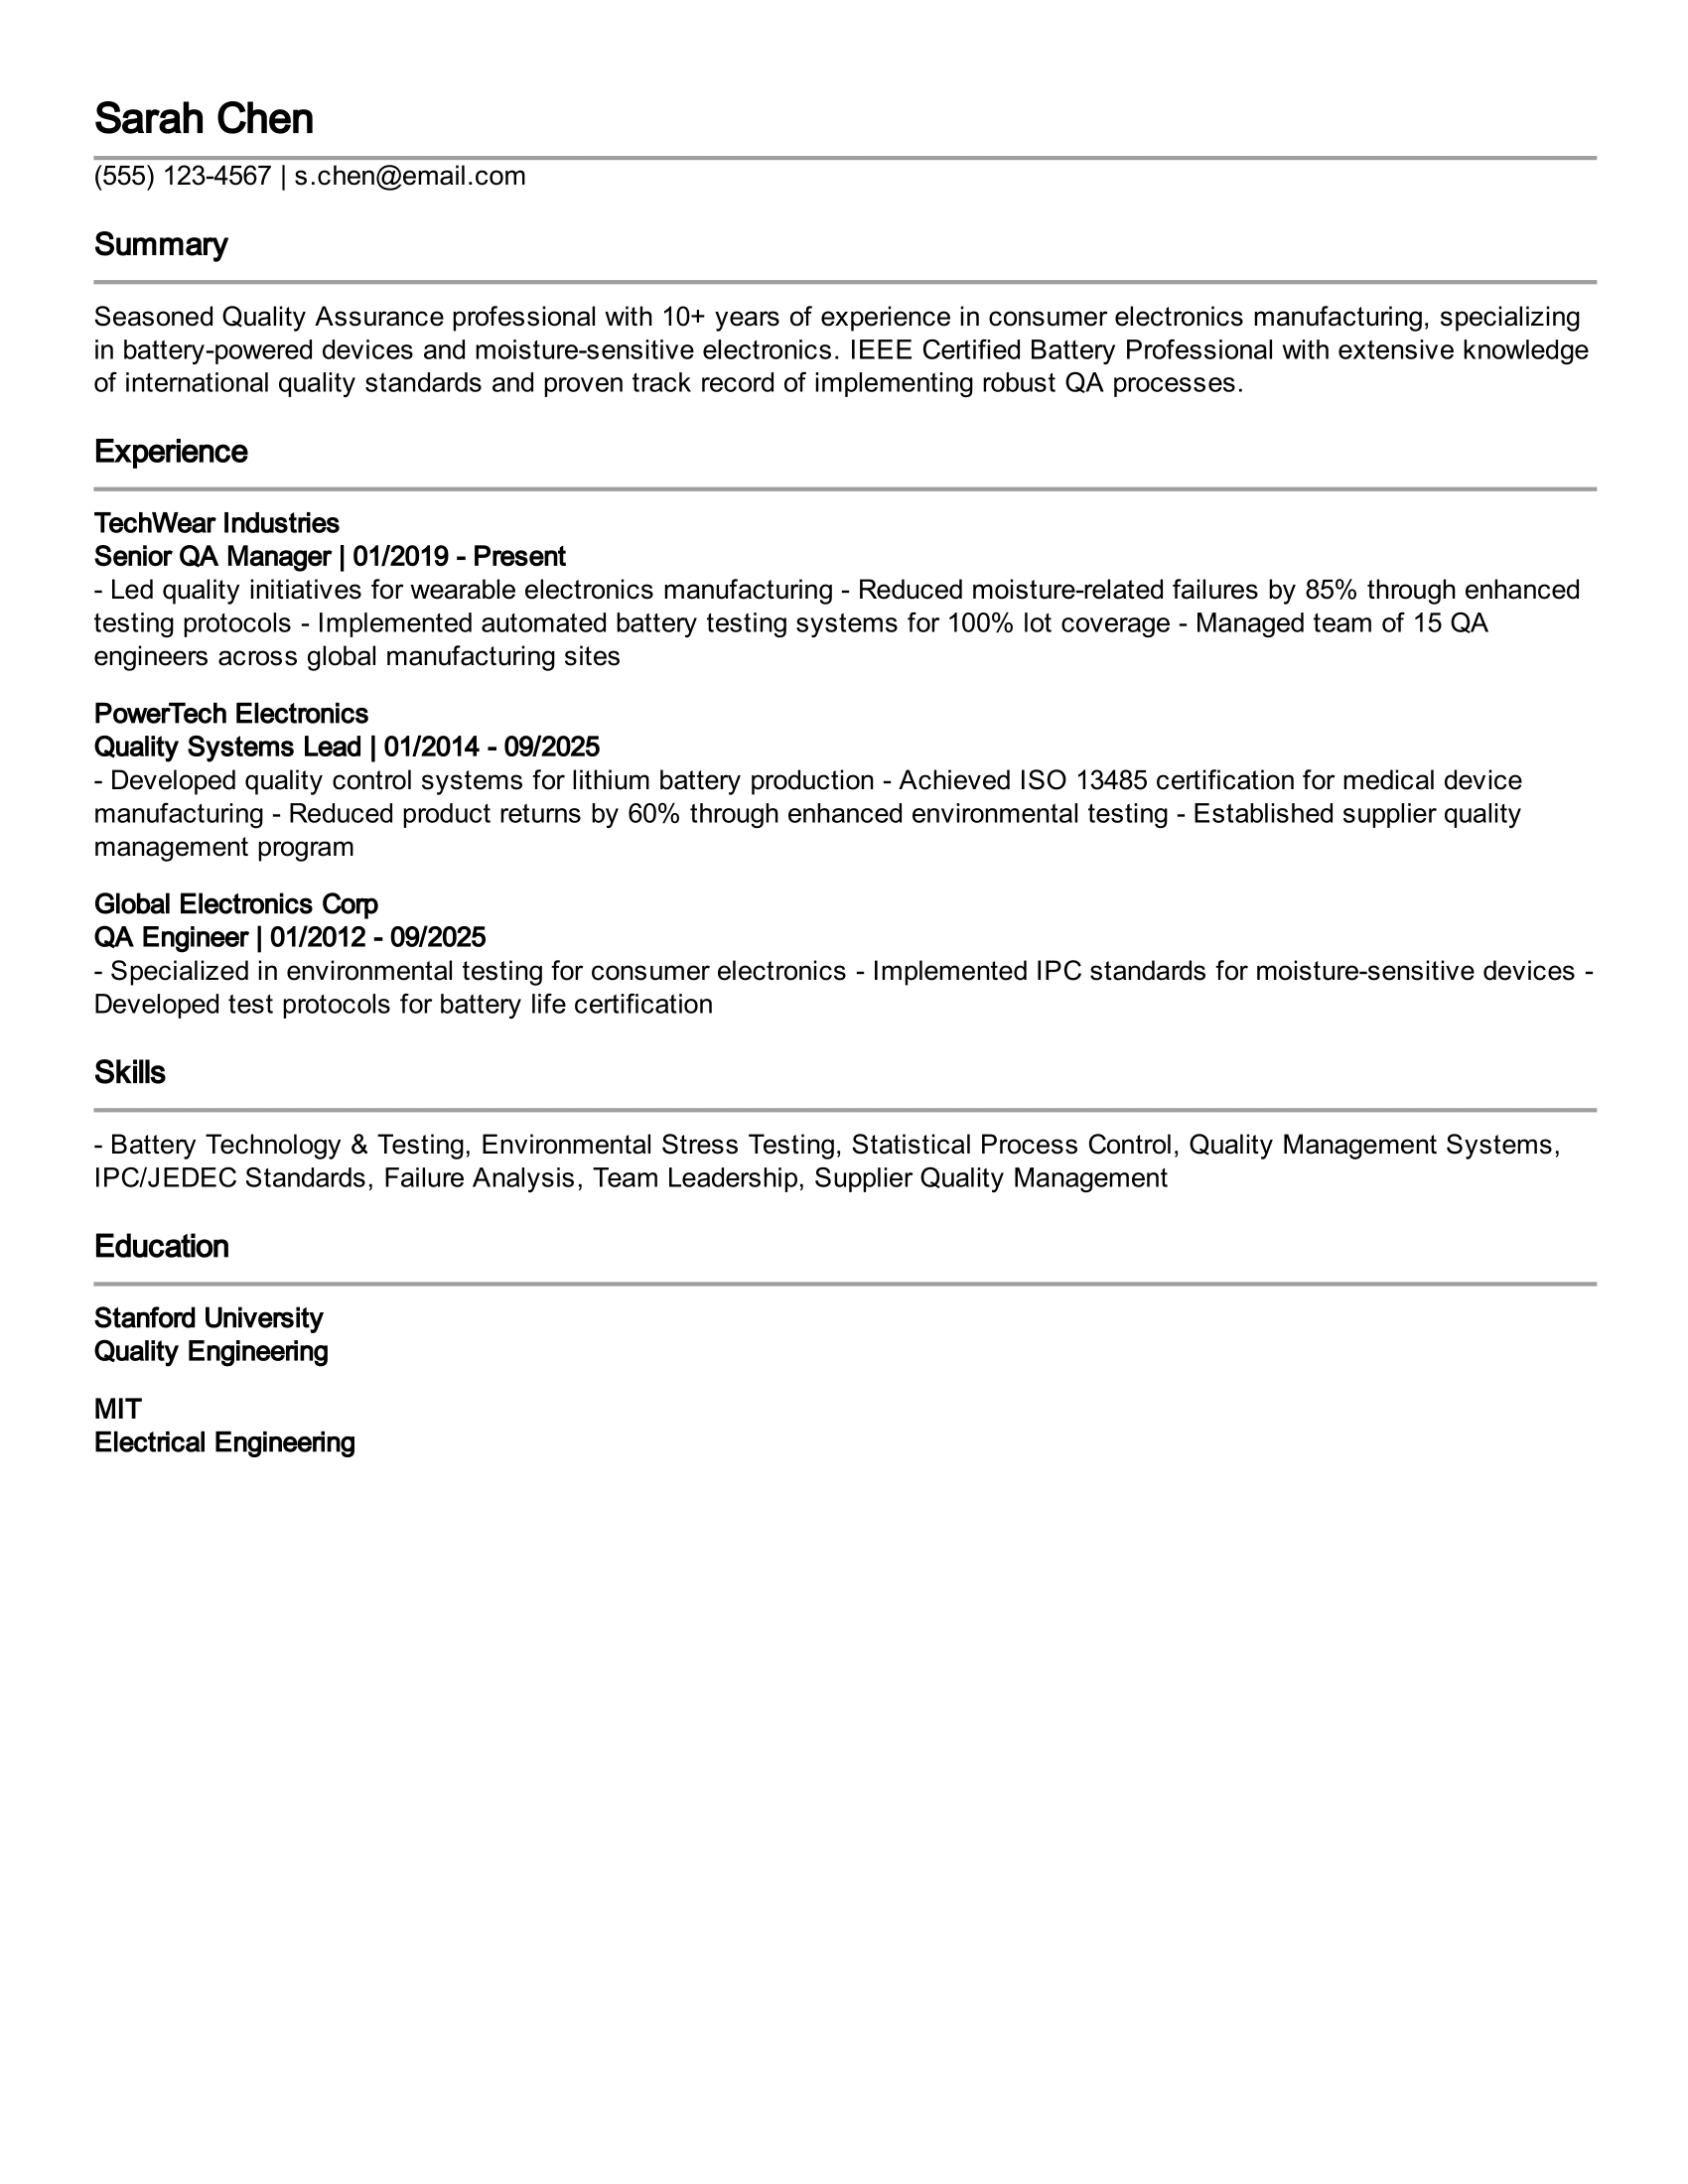 Sarah Chen
(555) 123-4567 | s.chen@email.com
Summary
Seasoned Quality Assurance professional with 10+ years of experience in consumer electronics manufacturing, specializing
in battery-powered devices and moisture-sensitive electronics. IEEE Certified Battery Professional with extensive knowledge
of international quality standards and proven track record of implementing robust QA processes.
Experience
TechWear Industries
Senior QA Manager | 01/2019 - Present
- Led quality initiatives for wearable electronics manufacturing - Reduced moisture-related failures by 85% through enhanced
testing protocols - Implemented automated battery testing systems for 100% lot coverage - Managed team of 15 QA
engineers across global manufacturing sites
PowerTech Electronics
Quality Systems Lead | 01/2014 - 09/2025
- Developed quality control systems for lithium battery production - Achieved ISO 13485 certification for medical device
manufacturing - Reduced product returns by 60% through enhanced environmental testing - Established supplier quality
management program
Global Electronics Corp
QA Engineer | 01/2012 - 09/2025
- Specialized in environmental testing for consumer electronics - Implemented IPC standards for moisture-sensitive devices -
Developed test protocols for battery life certification
Skills
- Battery Technology & Testing, Environmental Stress Testing, Statistical Process Control, Quality Management Systems,
IPC/JEDEC Standards, Failure Analysis, Team Leadership, Supplier Quality Management
Education
Stanford University
Quality Engineering
MIT
Electrical Engineering